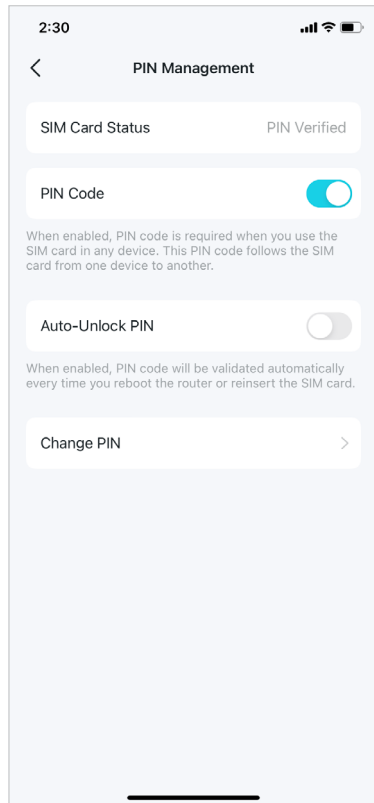 2:30
PIN Management
SIM Card Status PIN Verified
PIN Code
When enabled, PIN code is required when you use the
SIM card in any device. This PIN code follows the SIM
card from one device to another.
Auto-Unlock PIN
When enabled, PIN code will be validated automatically
every time you reboot the router or reinsert the SIM card.
Change PIN